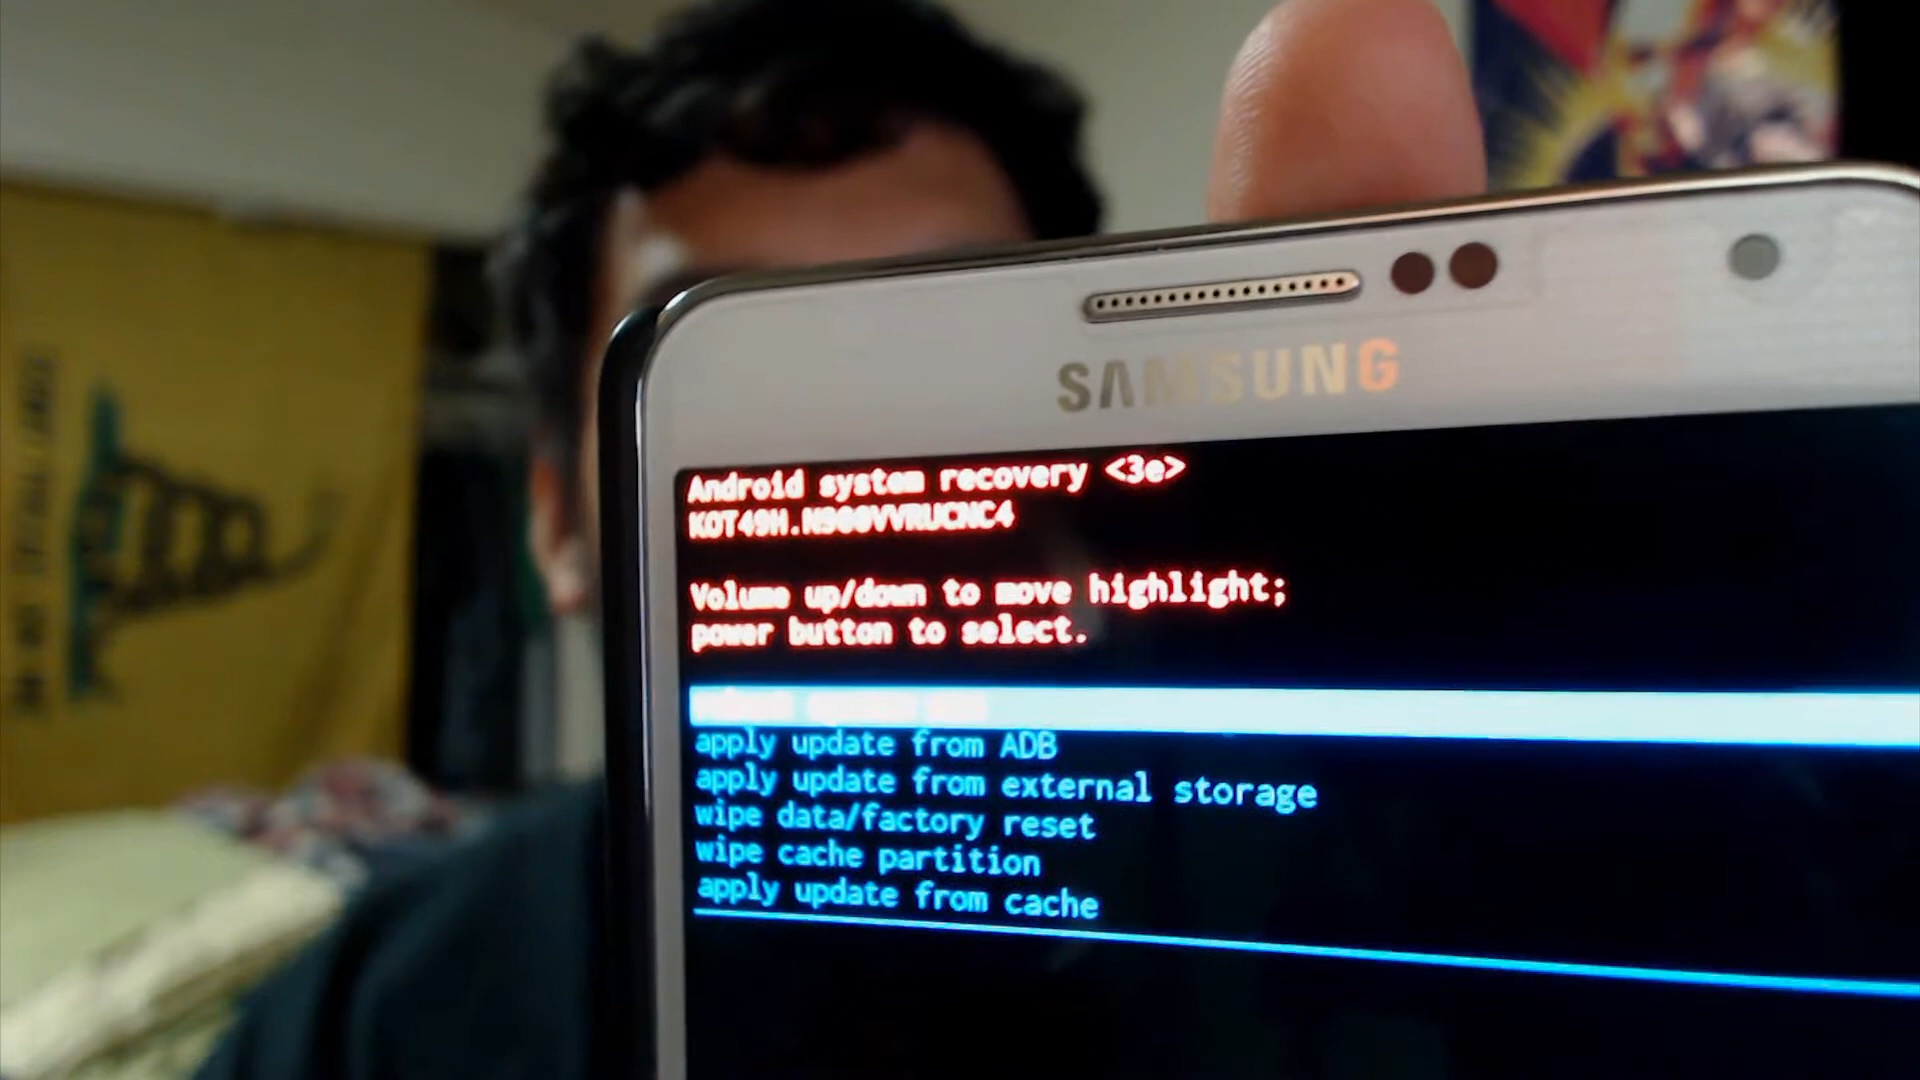 SAMSUNG
Android system recovery <3e>
KOT49H.N900VVRUCNC4
Volume up/down to move highlight;
power button to select.
apply update from ADB
apply update from external storage
wipe data/factory reset
wipe cache partition
apply update from cache